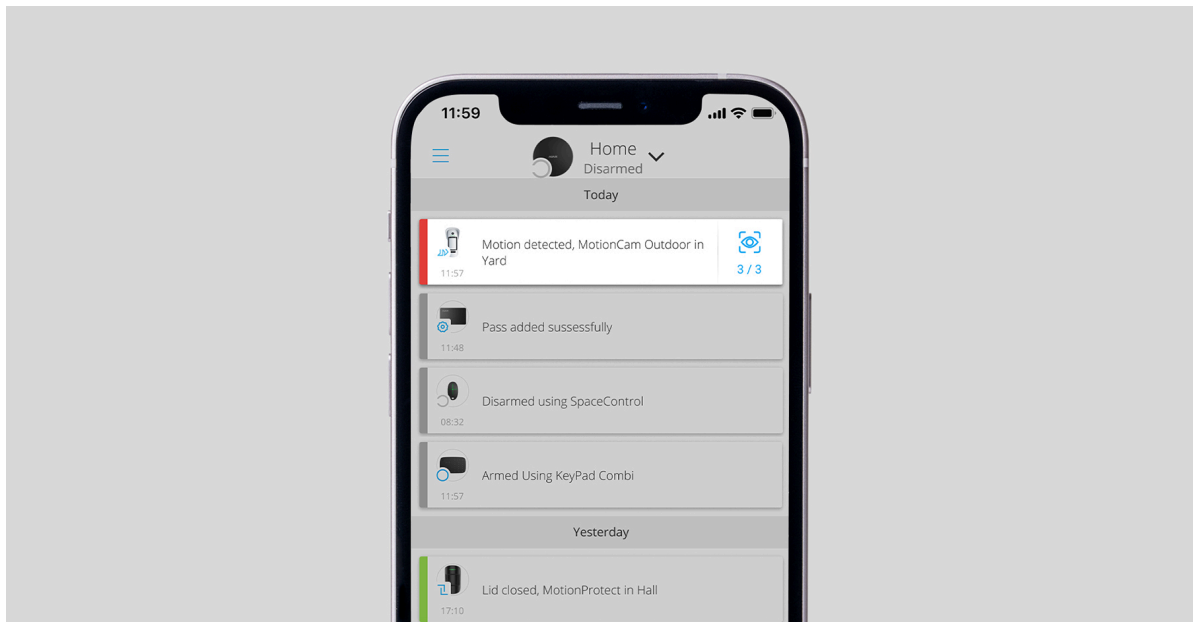 11:59
Home
Disarmed
Today
Motion detected, MotionCam Outdoor in
Yard
11:57
3 / 3
Pass added sussessfully
11:48
Disarmed using SpaceControl
08:32
Armed Using KeyPad Combi
11:57
Yesterday
Lid closed, MotionProtect in Hall
17:10